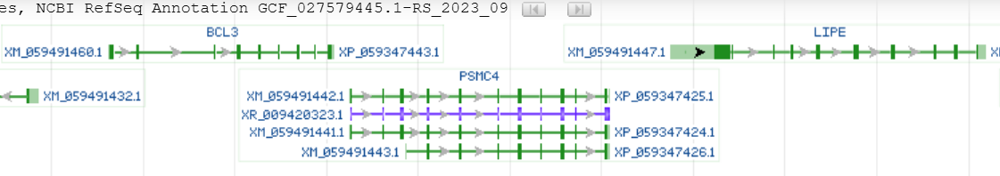 es, NCBI RefSeq Annotation GCF_027579445.1-RS_2023_09
BCL3
LIPE
XM_059491460.1 XP_059347443.1 XM_059491447.1
PSMC4
XM_059491432.1 XM_059491442.1 XP_059347425.1
XR_009420323.1
XM_059491441.1 XP_059347424.1
XM_059491443.1 XP_059347426.1